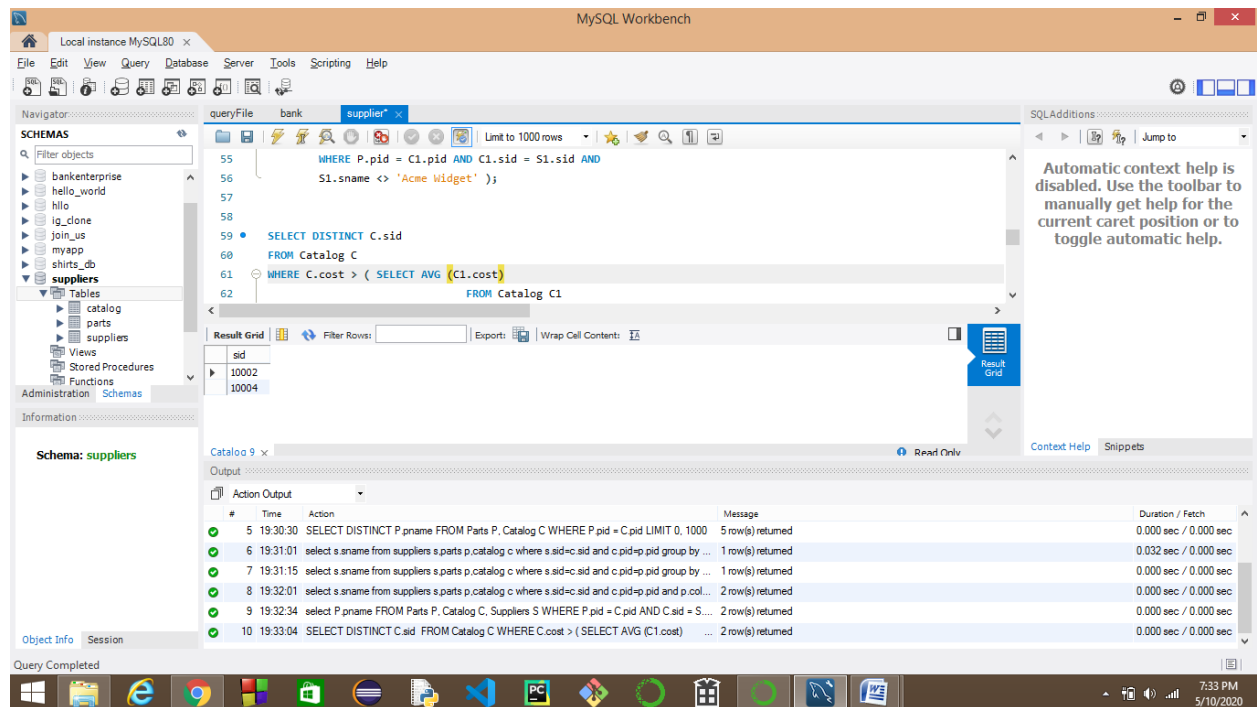 MySQL Workbench
Local instance MySQL80
File Edit View Query Database Server Tools Scripting Help
Navigator
SCHEMAS
Filter objects
bankenterprise
hello_world
hllo
ig_clone
join_us
myapp
shirts_db
suppliers
Tables
catalog
parts
suppliers
Views
Stored Procedures
Functions
Administration Schemas
Information
Schema: suppliers
Object Info Session
queryFile bank supplier*
Limit to 1000 rows
55 WHERE P.pid = C1.pid AND C1.sid = S1.sid AND
56 S1.sname <> 'Acme Widget' );
57
58
59 SELECT DISTINCT C.sid
60 FROM Catalog C
61 WHERE C.cost > ( SELECT AVG (C1.cost)
62 FROM Catalog C1
Result Grid Filter Rows: Export: Wrap Cell Content: IA
sid
10002
10004
Result Grid
Catalog 9
Read Only
SQLAdditions
Jump to
Automatic context help is
disabled. Use the toolbar to
manually get help for the
current caret position or to
toggle automatic help.
Context Help Snippets
Output
Action Output
# Time Action Message Duration / Fetch
5 19:30:30 SELECT DISTINCT P.pname FROM Parts P, Catalog C WHERE P.pid = C.pid LIMIT 0, 1000 5 row(s) returned 0.000 sec / 0.000 sec
6 19:31:01 select s.sname from suppliers s,parts p,catalog c where s.sid=c.sid and c.pid=p.pid group by ... 1 row(s) returned 0.032 sec / 0.000 sec
7 19:31:15 select s.sname from suppliers s,parts p,catalog c where s.sid=c.sid and c.pid=p.pid group by ... 1 row(s) returned 0.000 sec / 0.000 sec
8 19:32:01 select s.sname from suppliers s,parts p,catalog c where s.sid=c.sid and c.pid=p.pid and p.col... 2 row(s) returned 0.000 sec / 0.000 sec
9 19:32:34 select P.pname FROM Parts P, Catalog C, Suppliers S WHERE P.pid = C.pid AND C.sid = S.... 2 row(s) returned 0.000 sec / 0.000 sec
10 19:33:04 SELECT DISTINCT C.sid FROM Catalog C WHERE C.cost > ( SELECT AVG (C1.cost) ... 2 row(s) returned 0.000 sec / 0.000 sec
Query Completed
7:33 PM
5/10/2020